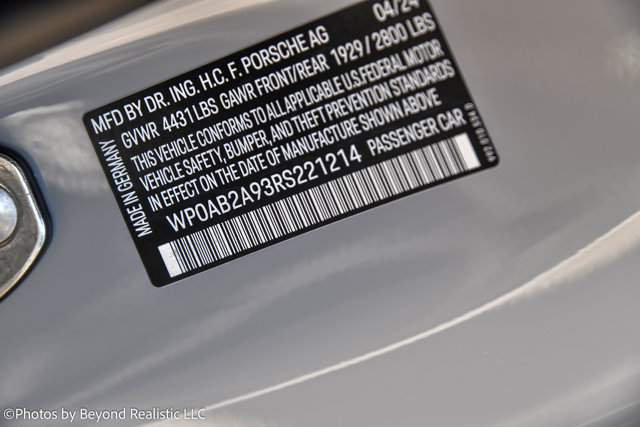 04/24
MFD BY DR. ING. H.C. F. PORSCHE AG
GVWR 4431 LBS GAWR FRONT/REAR 1929 / 2800 LBS
THIS VEHICLE CONFORMS TO ALL APPLICABLE U.S. FEDERAL MOTOR
VEHICLE SAFETY, BUMPER, AND THEFT PREVENTION STANDARDS
IN EFFECT ON THE DATE OF MANUFACTURE SHOWN ABOVE
WP0AB2A93RS221214 PASSENGER CAR
MADE IN GERMANY
©Photos by Beyond Realistic LLC